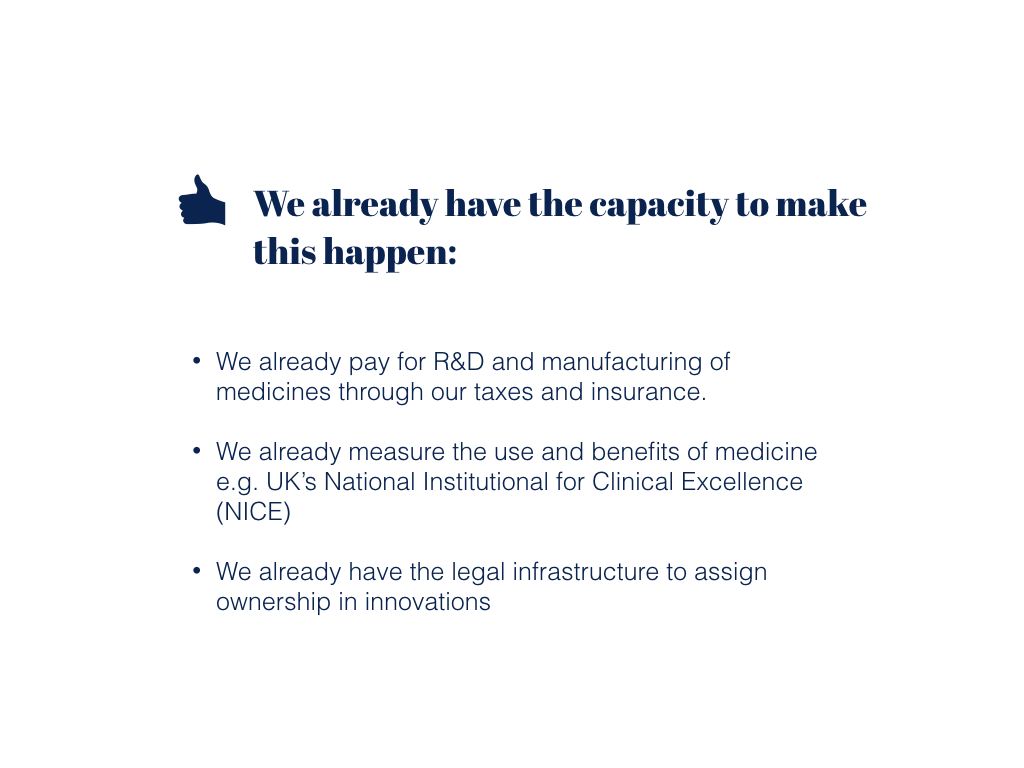 We already have the capacity to make
this happen:
• We already pay for R&D and manufacturing of
medicines through our taxes and insurance.
• We already measure the use and benefits of medicine
e.g. UK’s National Institutional for Clinical Excellence
(NICE)
• We already have the legal infrastructure to assign
ownership in innovations